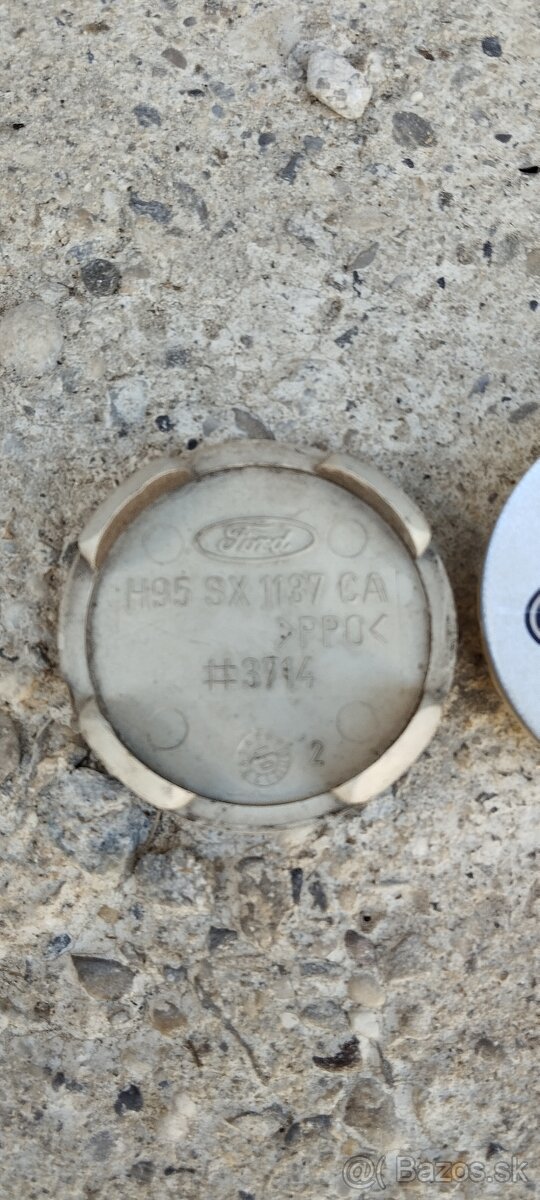 Ford
H95 SX 1137 CA
>PPO<
#3714
2
@ Bazos.sk